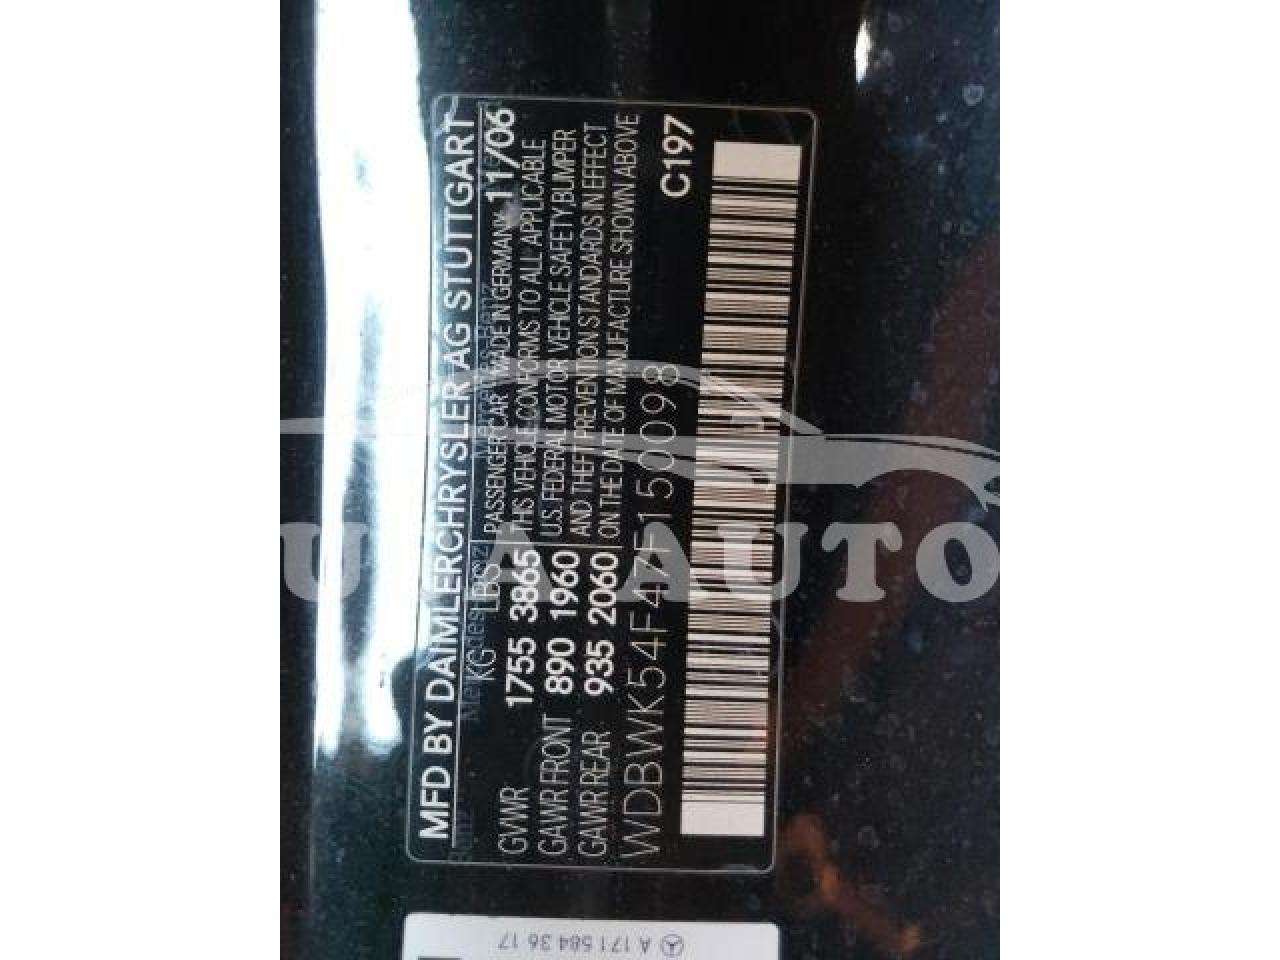 MFD BY DAIMLERCHRYSLER AG STUTTGART
KG LBS PASSENGER CAR MADE IN GERMANY 11/06
GVWR 1755 3865 THIS VEHICLE CONFORMS TO ALL APPLICABLE
GAWR FRONT 890 1960 U.S. FEDERAL MOTOR VEHICLE SAFETY, BUMPER
GAWR REAR 935 2060 AND THEFT PREVENTION STANDARDS IN EFFECT
ON THE DATE OF MANUFACTURE SHOWN ABOVE
WDBWK54F47F150098 C197
A 171 584 36 17
AUTO